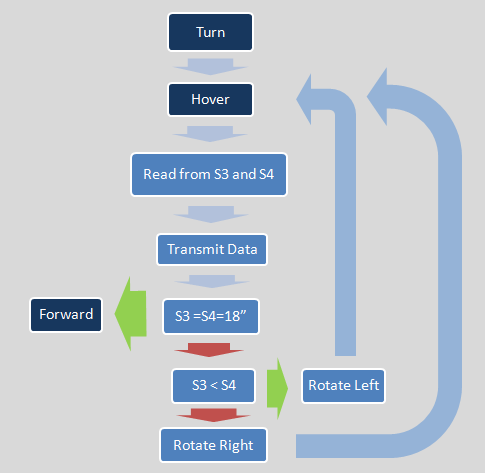 Turn
Hover
Read from S3 and S4
Transmit Data
Forward
S3 =S4=18”
S3 < S4
Rotate Left
Rotate Right